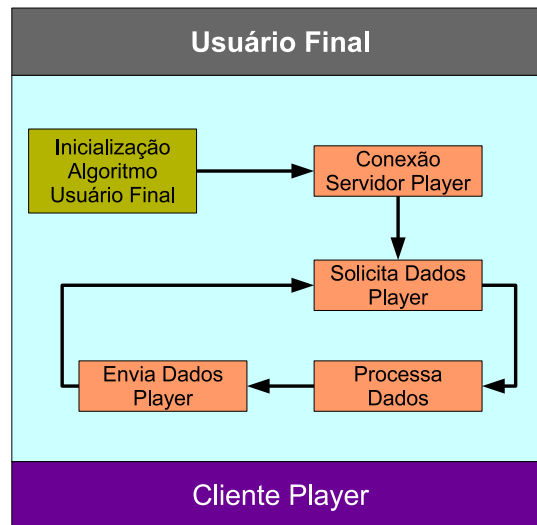 Usuário Final
Inicialização
Algoritmo
Usuário Final
Conexão
Servidor Player
Solicita Dados
Player
Envia Dados
Player
Processa
Dados
Cliente Player